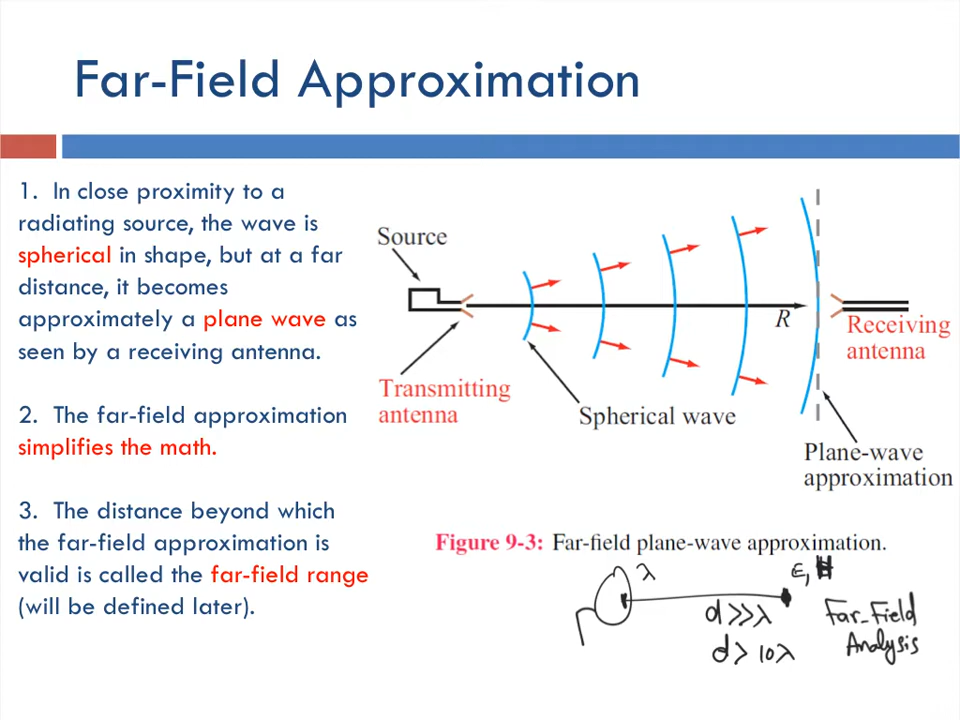 Far-Field Approximation
1. In close proximity to a
radiating source, the wave is
spherical in shape, but at a far
distance, it becomes
approximately a plane wave as
seen by a receiving antenna.
2. The far-field approximation
simplifies the math.
3. The distance beyond which
the far-field approximation is
valid is called the far-field range
(will be defined later).
Source
Transmitting
antenna
Spherical wave
R
Receiving
antenna
Plane-wave
approximation
Figure 9-3: Far-field plane-wave approximation.
λ
E, H
d >>> λ
d > 10λ
Far-Field
Analysis